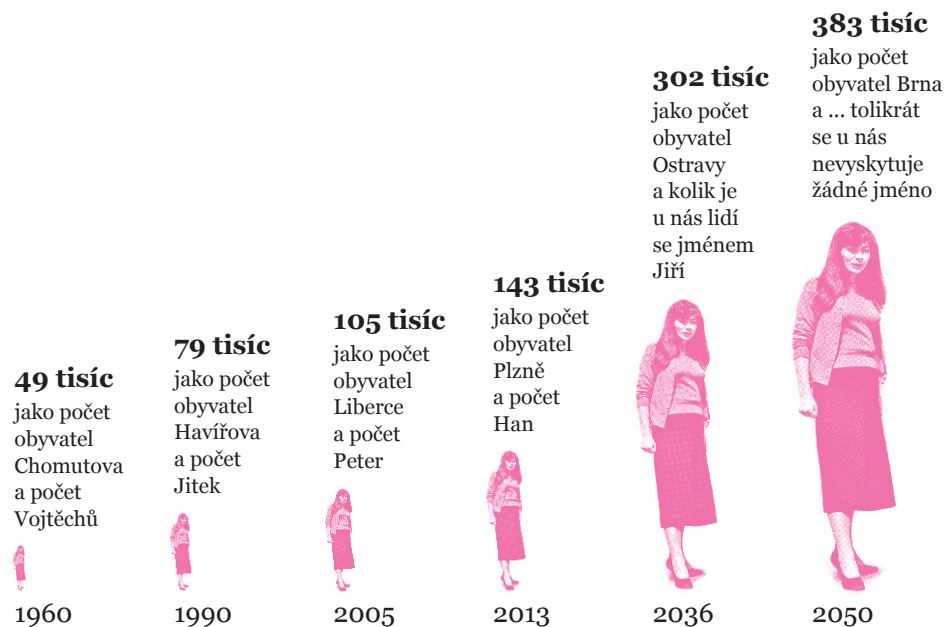 49 tisíc
jako počet
obyvatel
Chomutova
a počet
Vojtěchů
1960
79 tisíc
jako počet
obyvatel
Havířova
a počet
Jitek
1990
105 tisíc
jako počet
obyvatel
Liberce
a počet
Peter
2005
143 tisíc
jako počet
obyvatel
Plzně
a počet
Han
2013
302 tisíc
jako počet
obyvatel
Ostravy
a kolik je
u nás lidí
se jménem
Jiří
2036
383 tisíc
jako počet
obyvatel Brna
a ... tolikrát
se u nás
nevyskytuje
žádné jméno
2050